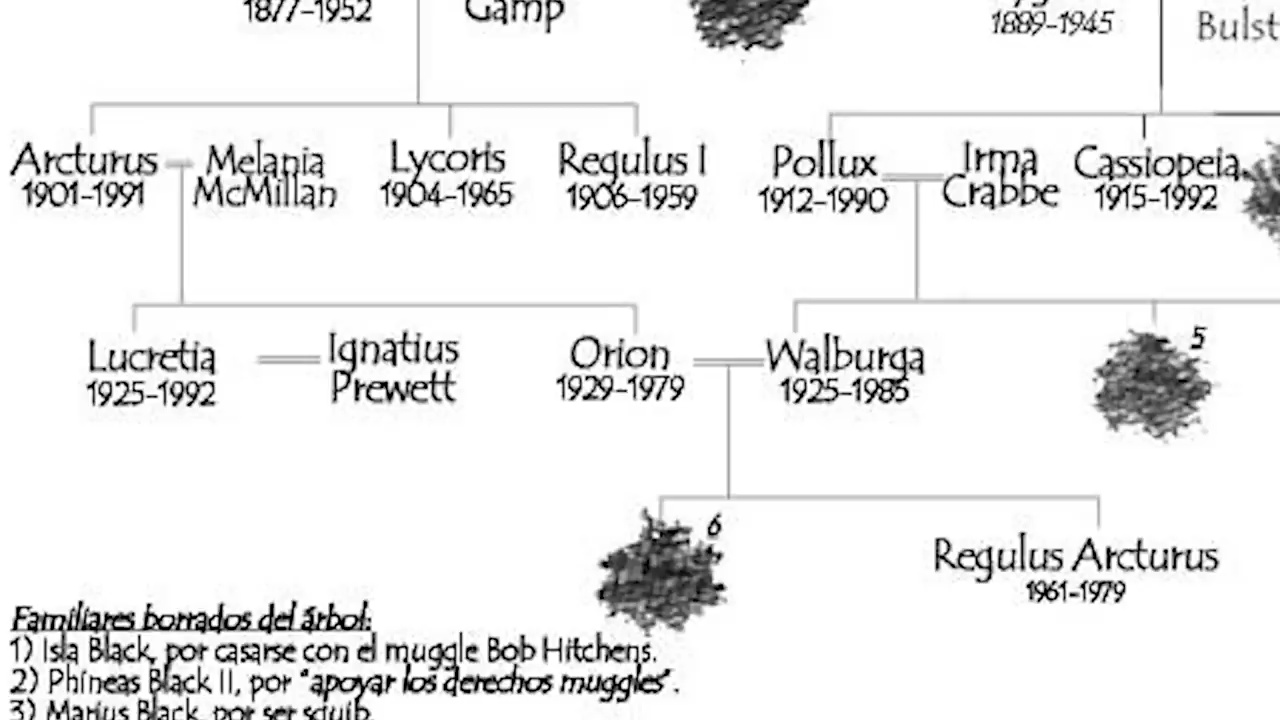 1877-1952
Gamp
1889-1945
Bulst
Arcturus
1901-1991
Melania
McMillan
Lycoris
1904-1965
Regulus I
1906-1959
Pollux
1912-1990
Irma
Crabbe
Cassiopeia
1915-1992
Lucretia
1925-1992
Ignatius
Prewett
Orion
1929-1979
Walburga
1925-1985
5
6
Regulus Arcturus
1961-1979
Familiares borrados del árbol:
1) Isla Black, por casarse con el muggle Bob Hitchens.
2) Phineas Black II, por "apoyar los derechos muggles".
3) Marius Black, por ser squib.